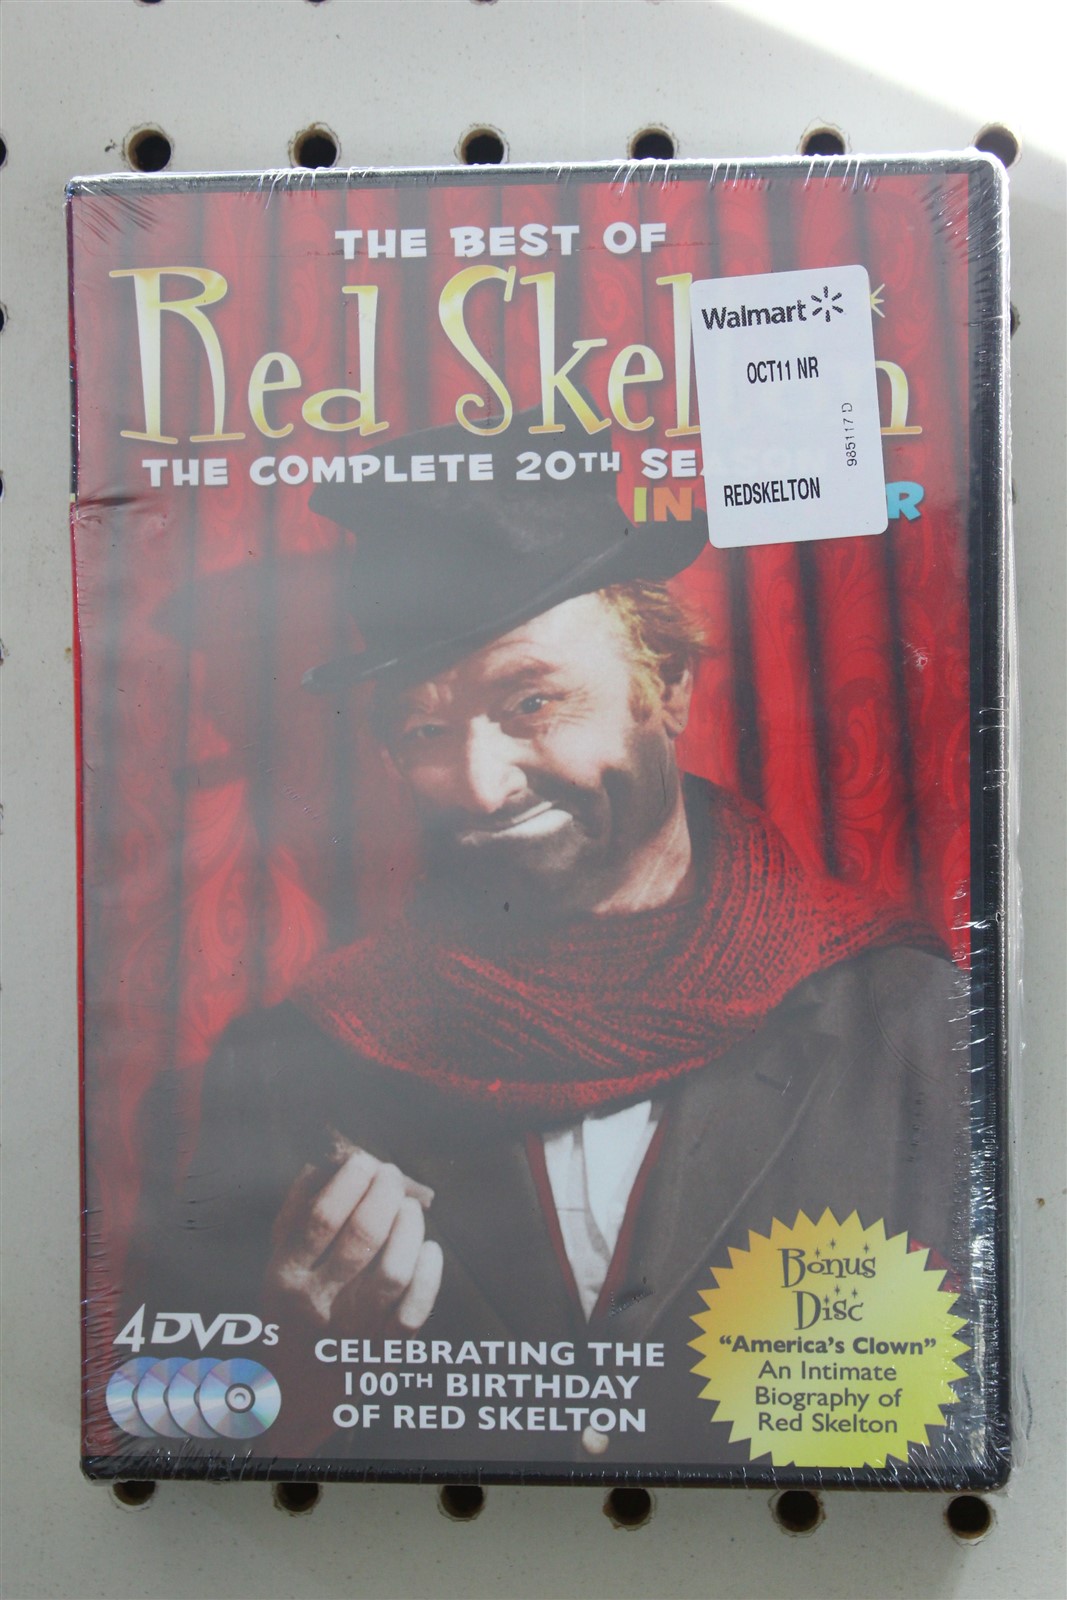 THE BEST OF
Red Skel n
THE COMPLETE 20TH SEASON
IN R
Walmart
OCT11 NR
985117 D
REDSKELTON
4 DVDs
CELEBRATING THE
100TH BIRTHDAY
OF RED SKELTON
Bonus
Disc
“America's Clown”
An Intimate
Biography of
Red Skelton